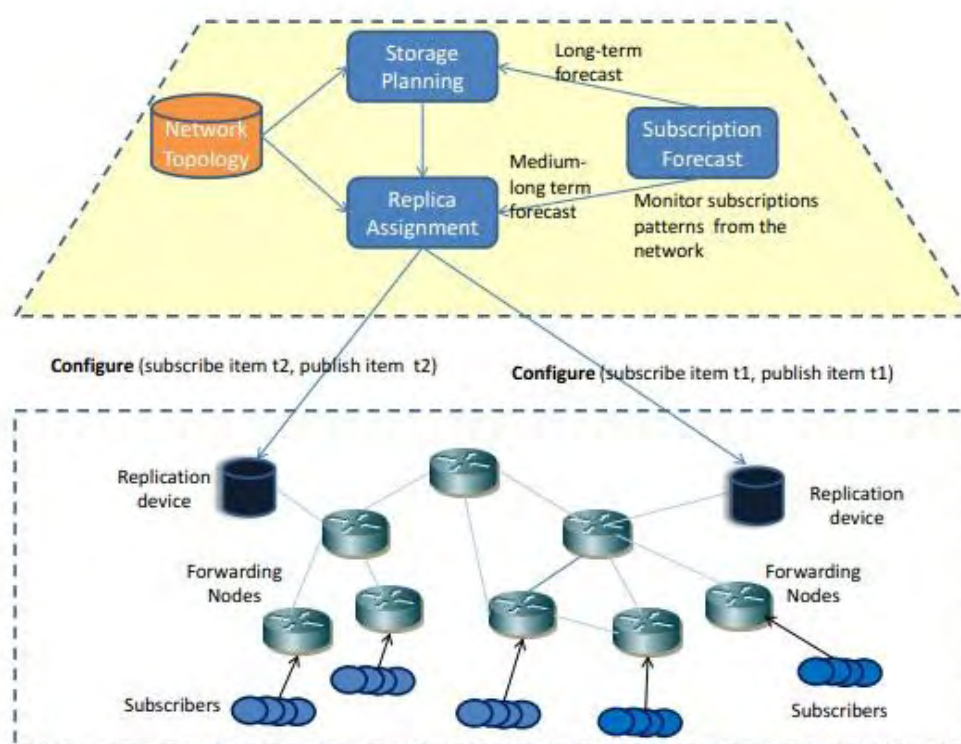 Storage
Planning
Long-term
forecast
Network
Topology
Subscription
Forecast
Medium-
long term
forecast
Replica
Assignment
Monitor subscriptions
patterns from the
network
Configure (subscribe item t2, publish item t2)
Configure (subscribe item t1, publish item t1)
Replication
device
Replication
device
Forwarding
Nodes
Forwarding
Nodes
Subscribers
Subscribers